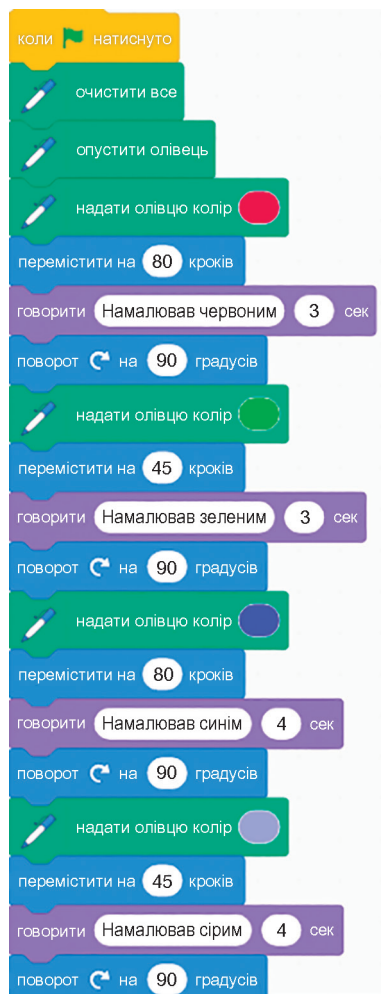 коли натиснуто
очистити все
опустити олівець
надати олівцю колір
перемістити на 80 кроків
говорити Намалював червоним 3 сек
поворот на 90 градусів
надати олівцю колір
перемістити на 45 кроків
говорити Намалював зеленим 3 сек
поворот на 90 градусів
надати олівцю колір
перемістити на 80 кроків
говорити Намалював синім 4 сек
поворот на 90 градусів
надати олівцю колір
перемістити на 45 кроків
говорити Намалював сірим 4 сек
поворот на 90 градусів